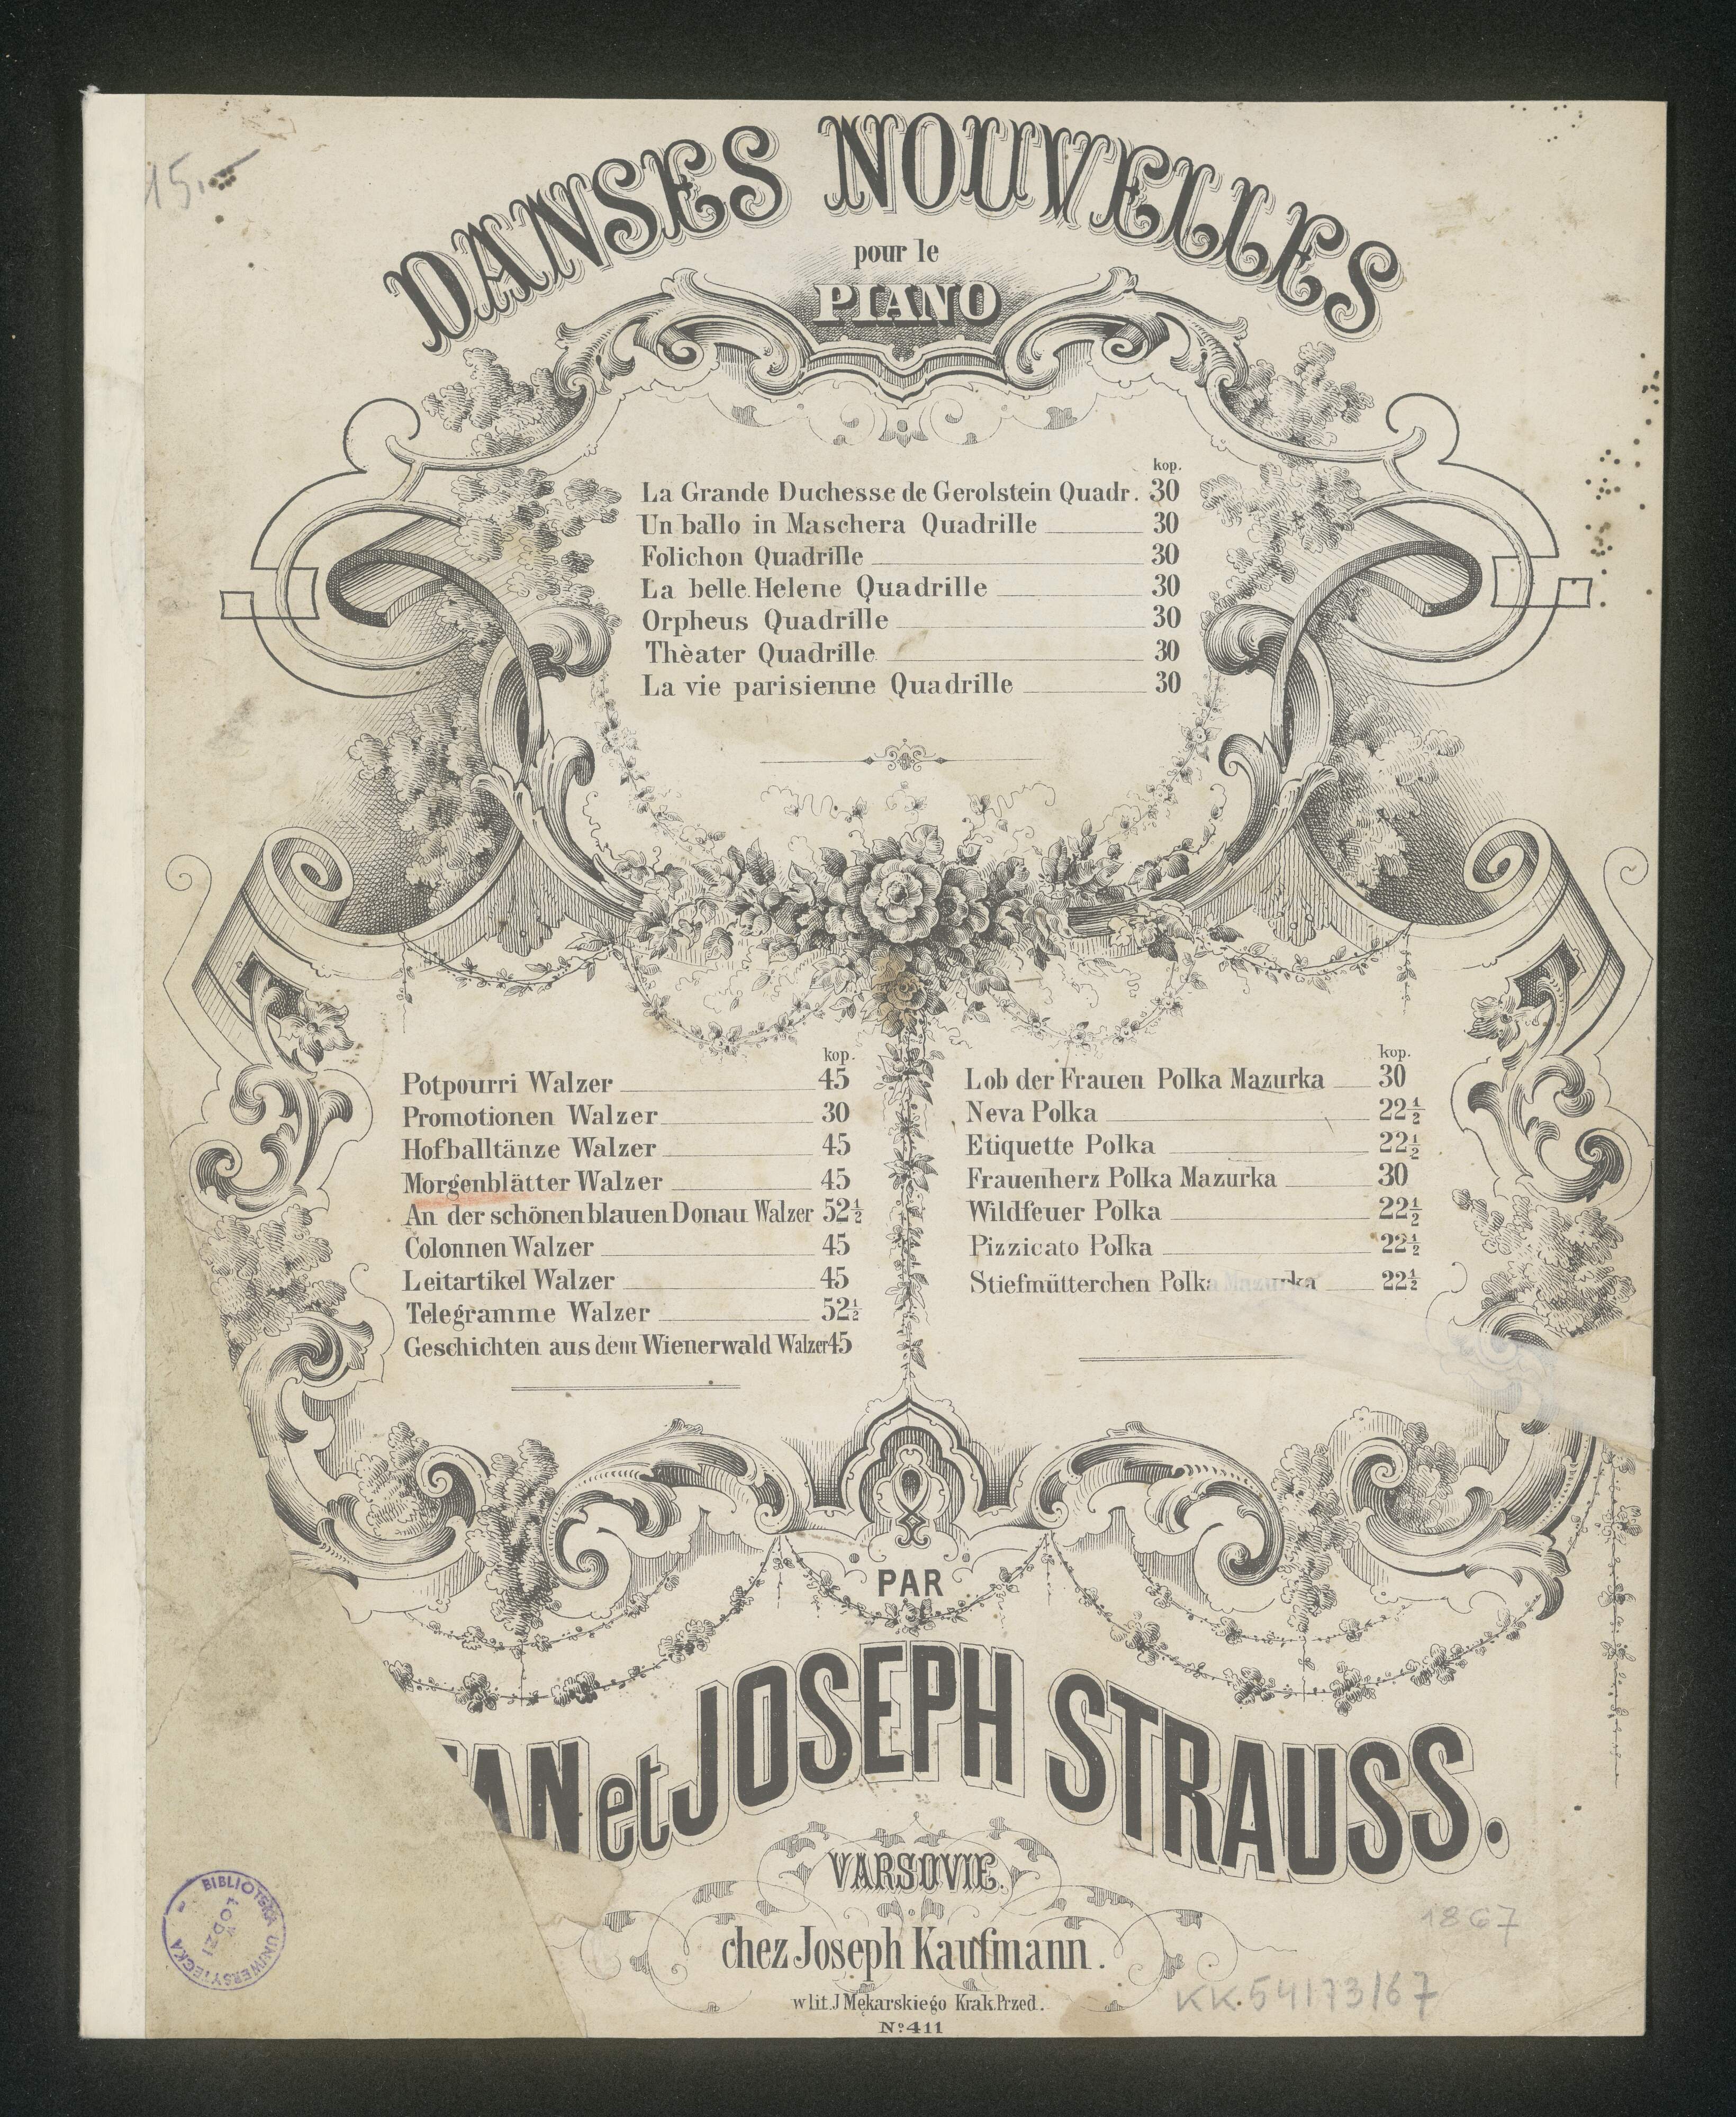 15.—
DANSES NOUVELLES
pour le
PIANO
kop.
La Grande Duchesse de Gerolstein Quadr. 30
Un ballo in Maschera Quadrille 30
Folichon Quadrille 30
La belle Helene Quadrille 30
Orpheus Quadrille 30
Thèater Quadrille 30
La vie parisienne Quadrille 30
kop.
Potpourri Walzer 45
Promotionen Walzer 30
Hofballtänze Walzer 45
Morgenblätter Walzer 45
An der schönen blauen Donau Walzer 52½
Colonnen Walzer 45
Leitartikel Walzer 45
Telegramme Walzer 52½
Geschichten aus dem Wienerwald Walzer 45
kop.
Lob der Frauen Polka Mazurka 30
Neva Polka 22½
Etiquette Polka 22½
Frauenherz Polka Mazurka 30
Wildfeuer Polka 22½
Pizzicato Polka 22½
Stiefmütterchen Polka Mazurka 22½
PAR
AN et JOSEPH STRAUSS.
VARSOVIE.
chez Joseph Kaufmann.
w lit. J Mękarskiego Krak. Przed.
Nº 411
1867
KK.54173/67
BIBLIOTEKA UNIWERSYTECKA
W ŁODZI